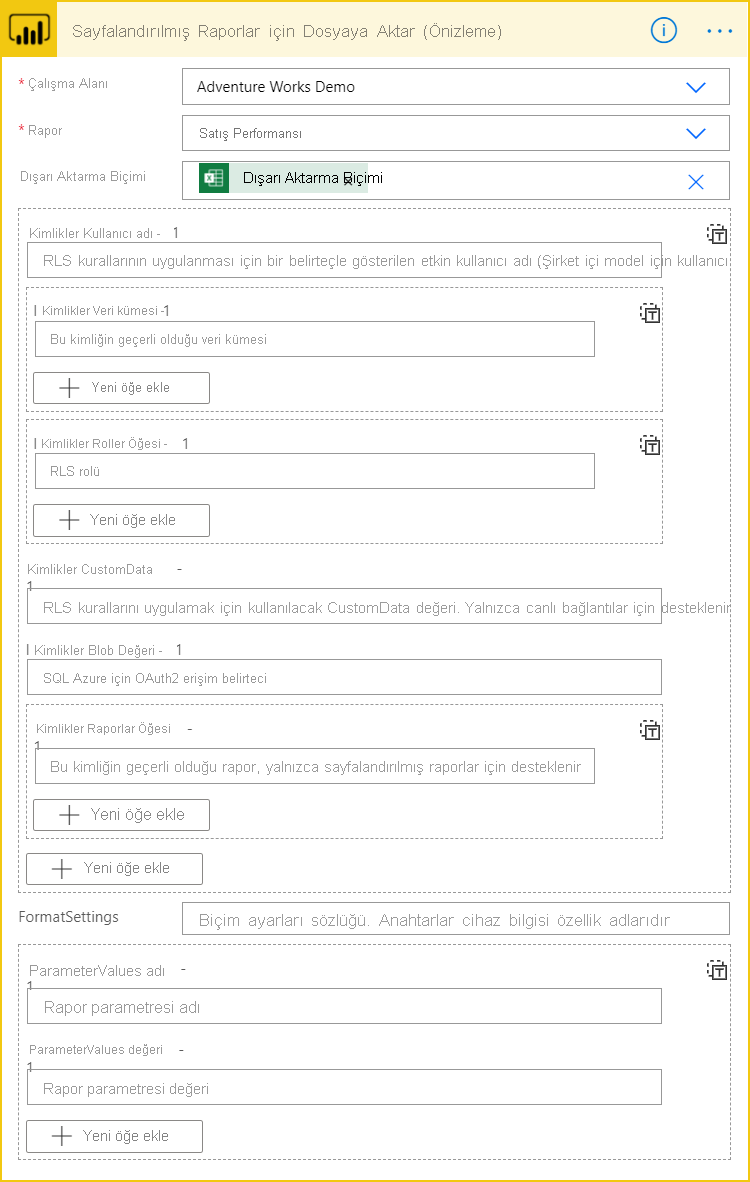 Sayfalandırılmış Raporlar için Dosyaya Aktar (Önizleme)
* Çalışma Alanı
Adventure Works Demo
* Rapor
Satış Performansı
Dışarı Aktarma Biçimi
Dışarı Aktarma Biçimi
Kimlikler Kullanıcı adı - 1
RLS kurallarının uygulanması için bir belirteçle gösterilen etkin kullanıcı adı (Şirket içi model için kullanıcı
Kimlikler Veri kümesi -1
Bu kimliğin geçerli olduğu veri kümesi
Yeni öğe ekle
Kimlikler Roller Öğesi - 1
RLS rolü
Yeni öğe ekle
Kimlikler CustomData -
1
RLS kurallarını uygulamak için kullanılacak CustomData değeri. Yalnızca canlı bağlantılar için desteklenir
Kimlikler Blob Değeri - 1
SQL Azure için OAuth2 erişim belirteci
Kimlikler Raporlar Öğesi -
1
Bu kimliğin geçerli olduğu rapor, yalnızca sayfalandırılmış raporlar için desteklenir
Yeni öğe ekle
Yeni öğe ekle
FormatSettings
Biçim ayarları sözlüğü. Anahtarlar cihaz bilgisi özellik adlarıdır
ParameterValues adı -
1
Rapor parametresi adı
ParameterValues değeri -
1
Rapor parametresi değeri
Yeni öğe ekle